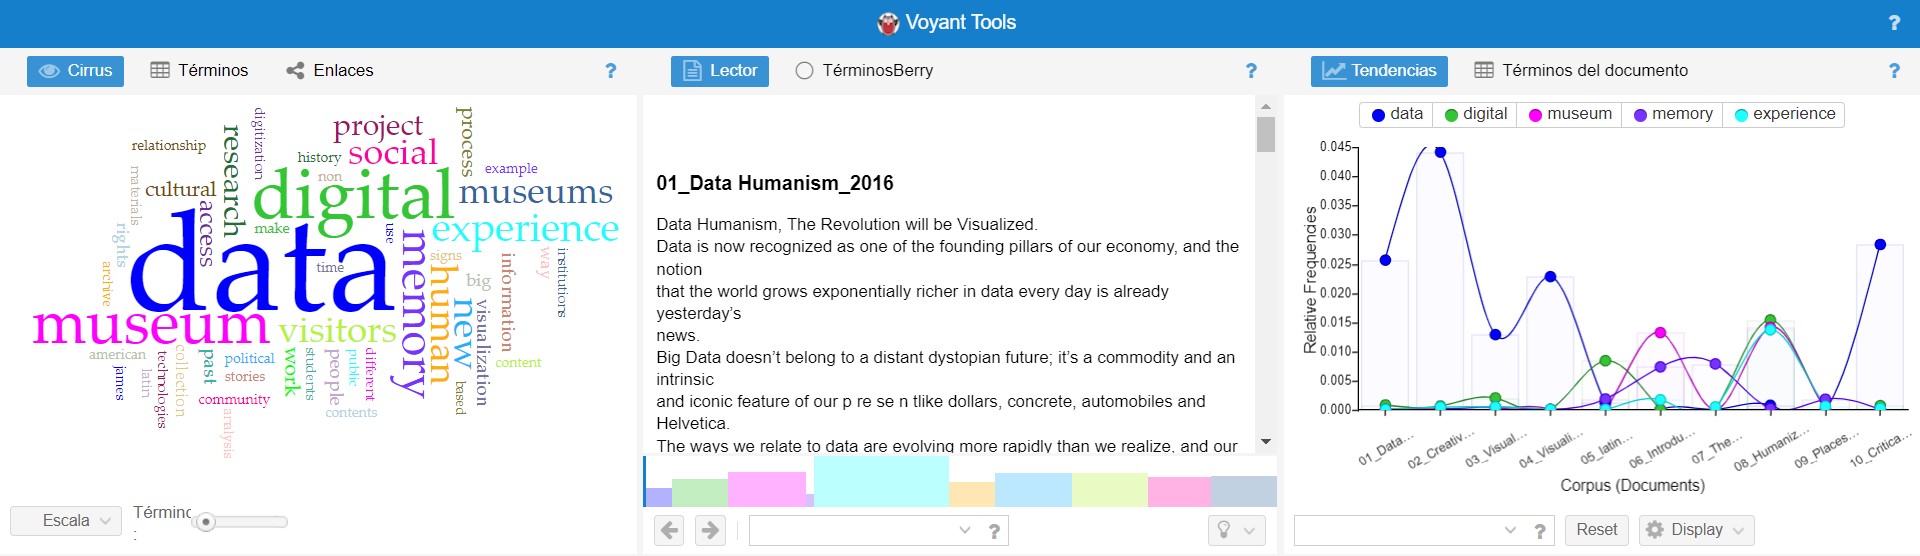 Voyant Tools
?
Cirrus
Términos
Enlaces
?
Lector
TérminosBerry
?
Tendencias
Términos del documento
?
digitization
process
project
research
relationship
history
social
non
example
materials
cultural
digital
museums
access
rights
make
use
experience
data
time
memory
signs
way
institutions
archive
human
big
information
new
visualization
museum
visitors
american
james
latin
technologies
collection
past
political
stories
work
students
people
public
different
content
based
community
contents
analysis
Escala
Términc
:
01_Data Humanism_2016
Data Humanism, The Revolution will be Visualized.
Data is now recognized as one of the founding pillars of our economy, and the
notion
that the world grows exponentially richer in data every day is already
yesterday’s
news.
Big Data doesn’t belong to a distant dystopian future; it’s a commodity and an
intrinsic
and iconic feature of our p re se n tlike dollars, concrete, automobiles and
Helvetica.
The ways we relate to data are evolving more rapidly than we realize, and our
?
data
digital
museum
memory
experience
Relative Frequencies
0.045
0.040
0.035
0.030
0.025
0.020
0.015
0.010
0.005
0.000
01_Data...
02_Creativ...
03_Visual...
04_Visuali...
05_latin...
06_Introdu...
07_The...
08_Humaniz...
09_Places...
10_Critica...
Corpus (Documents)
?
Reset
Display